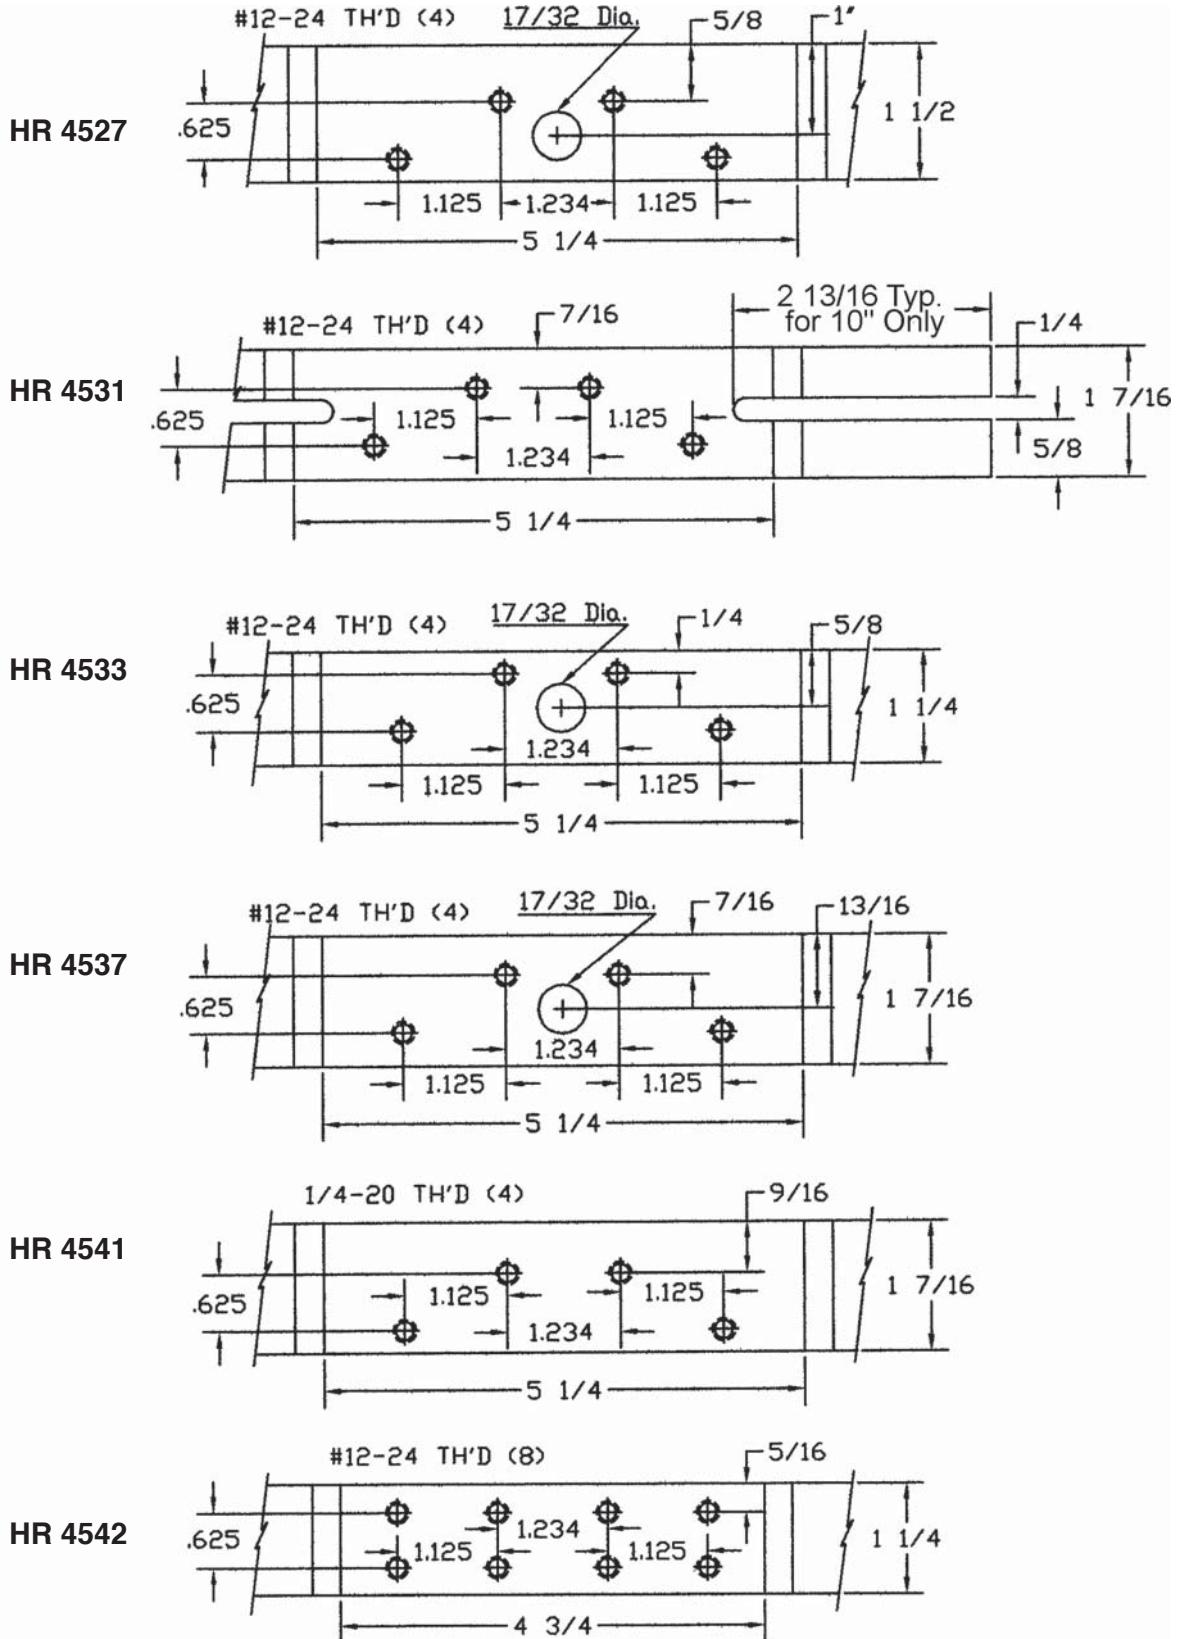 #12-24 TH'D (4) 17/32 Dia. 5/8 1"
HR 4527
.625
1 1/2
1.125 1.234 1.125
5 1/4
2 13/16 Typ.
for 10" Only
#12-24 TH'D (4) 7/16 1/4
HR 4531
.625
1.125 1.125
1 7/16
1.234
5/8
5 1/4
#12-24 TH'D (4) 17/32 Dia. 1/4 5/8
HR 4533
.625
1 1/4
1.234
1.125 1.125
5 1/4
#12-24 TH'D (4) 17/32 Dia. 7/16 13/16
HR 4537
.625
1 7/16
1.234
1.125 1.125
5 1/4
1/4-20 TH'D (4) 9/16
HR 4541
.625
1.125 1.125
1 7/16
1.234
5 1/4
#12-24 TH'D (8) 5/16
HR 4542
.625
1.234
1.125 1.125
1 1/4
4 3/4